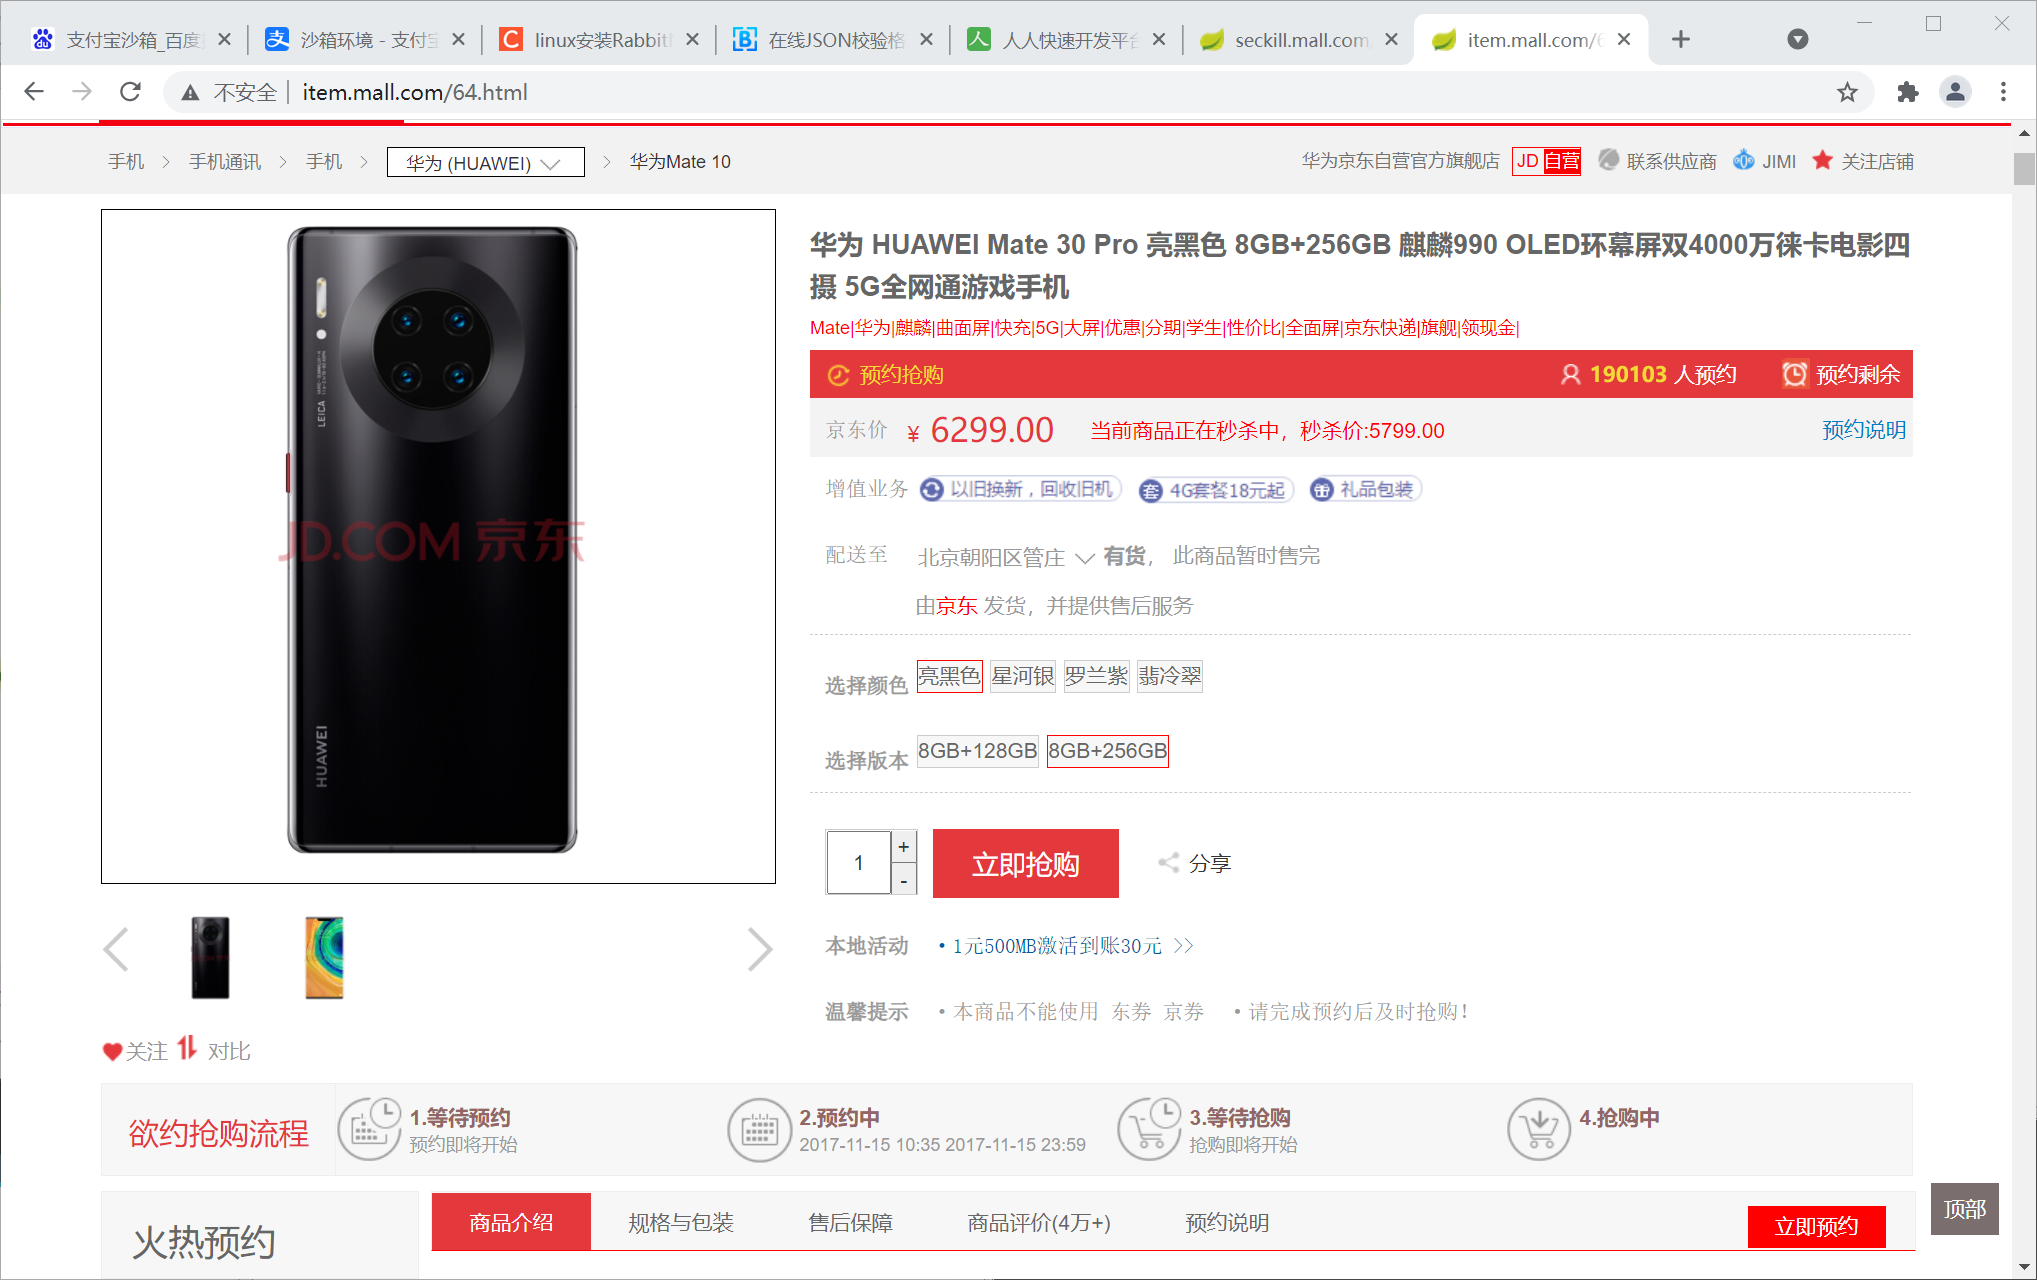 支付宝沙箱_百度
沙箱环境 - 支付宝
linux安装Rabbit
在线JSON校验格
人人快速开发平台
seckill.mall.com
item.mall.com/6
不安全 item.mall.com/64.html
手机 手机通讯 手机 华为 (HUAWEI) 华为Mate 10
华为京东自营官方旗舰店 JD 自营 联系供应商 JIMI 关注店铺
华为 HUAWEI Mate 30 Pro 亮黑色 8GB+256GB 麒麟990 OLED环幕屏双4000万徕卡电影四
摄 5G全网通游戏手机
Mate|华为|麒麟|曲面屏|快充|5G|大屏|优惠|分期|学生|性价比|全面屏|京东快递|旗舰|领现金|
预约抢购 190103 人预约 预约剩余
京东价 ¥ 6299.00 当前商品正在秒杀中，秒杀价:5799.00 预约说明
增值业务 以旧换新，回收旧机 套 4G套餐18元起 礼品包装
配送至 北京朝阳区管庄 有货， 此商品暂时售完
由京东 发货，并提供售后服务
选择颜色 亮黑色 星河银 罗兰紫 翡冷翠
选择版本 8GB+128GB 8GB+256GB
1 + - 立即抢购 分享
本地活动 • 1元500MB激活到账30元 >>
温馨提示 • 本商品不能使用 东券 京券 • 请完成预约后及时抢购！
LEICA
JD.COM 京东
HUAWEI
关注 对比
欲约抢购流程
1.等待预约
预约即将开始
2.预约中
2017-11-15 10:35 2017-11-15 23:59
3.等待抢购
抢购即将开始
4.抢购中
火热预约
商品介绍 规格与包装 售后保障 商品评价(4万+) 预约说明 立即预约
顶部